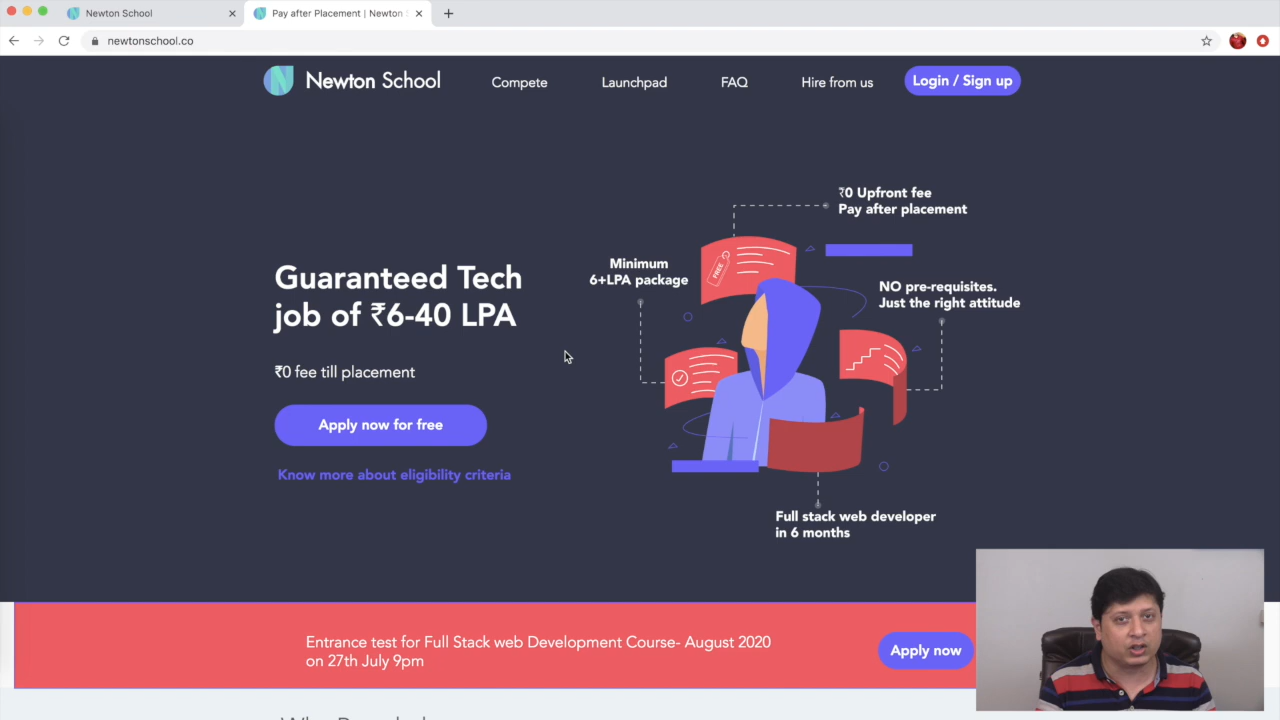 Newton School
Pay after Placement | Newton
newtonschool.co
Newton School
Compete
Launchpad
FAQ
Hire from us
Login / Sign up
₹0 Upfront fee
Pay after placement
Minimum
6+LPA package
FREE
NO pre-requisites.
Just the right attitude
Guaranteed Tech
job of ₹6-40 LPA
₹0 fee till placement
Apply now for free
Know more about eligibility criteria
Full stack web developer
in 6 months
Entrance test for Full Stack web Development Course- August 2020
on 27th July 9pm
Apply now